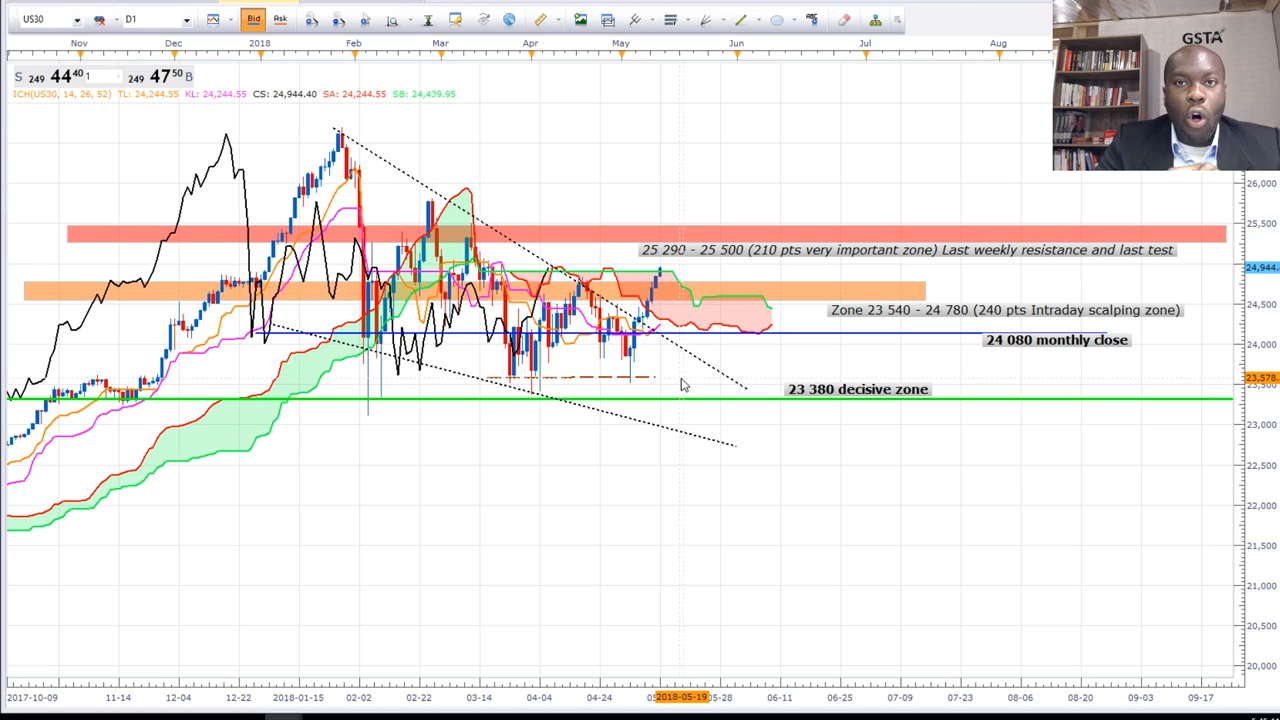 US30 D1 Bid Ask ABC
Nov Dec 2018 Feb Mar Apr May Jun Jul Aug
GSTA
S 249 44 40 1 249 47 50 B
ICH(US30, 14, 26, 52) TL: 24,244.55 KL: 24,244.55 CS: 24,944.40 SA: 24,244.55 SB: 24,439.95
26,000
25,500
25 290 - 25 500 (210 pts very important zone) Last weekly resistance and last test
24,944.
24,500
Zone 23 540 - 24 780 (240 pts Intraday scalping zone)
24 080 monthly close
24,000
23,578.
23 380 decisive zone
23,000
22,500
22,000
21,500
21,000
20,500
20,000
2017-10-09 11-14 12-04 12-22 2018-01-15 02-02 02-22 03-14 04-04 04-24 2018-05-19 05-28 06-11 06-25 07-09 07-23 08-06 08-20 09-03 09-17